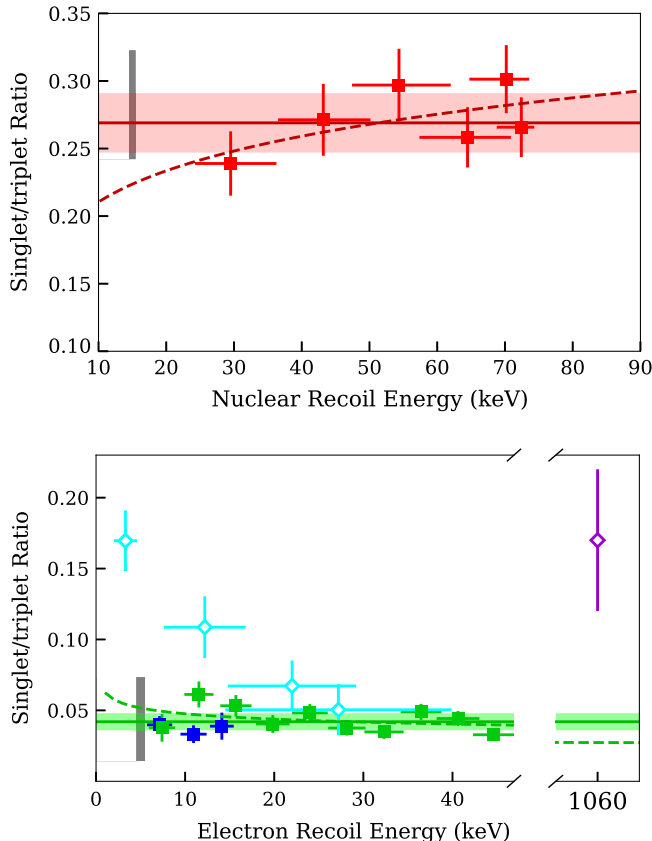 Singlet/triplet Ratio
0.30
0.25
0.20
0.15
0.10
10 20 30 40 50 60 70 80 90
Nuclear Recoil Energy (keV)
Singlet/triplet Ratio
0.20
0.15
0.10
0.05
0 10 20 30 40 1060
Electron Recoil Energy (keV)